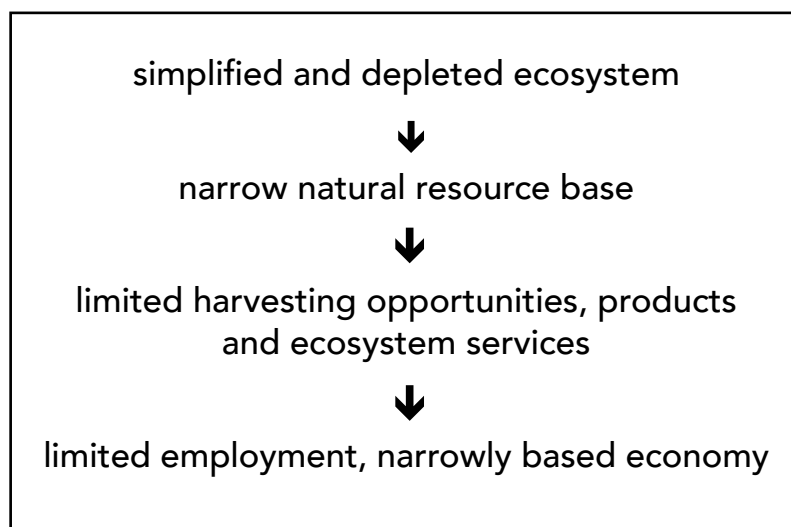 simplified and depleted ecosystem
narrow natural resource base
limited harvesting opportunities, products
and ecosystem services
limited employment, narrowly based economy